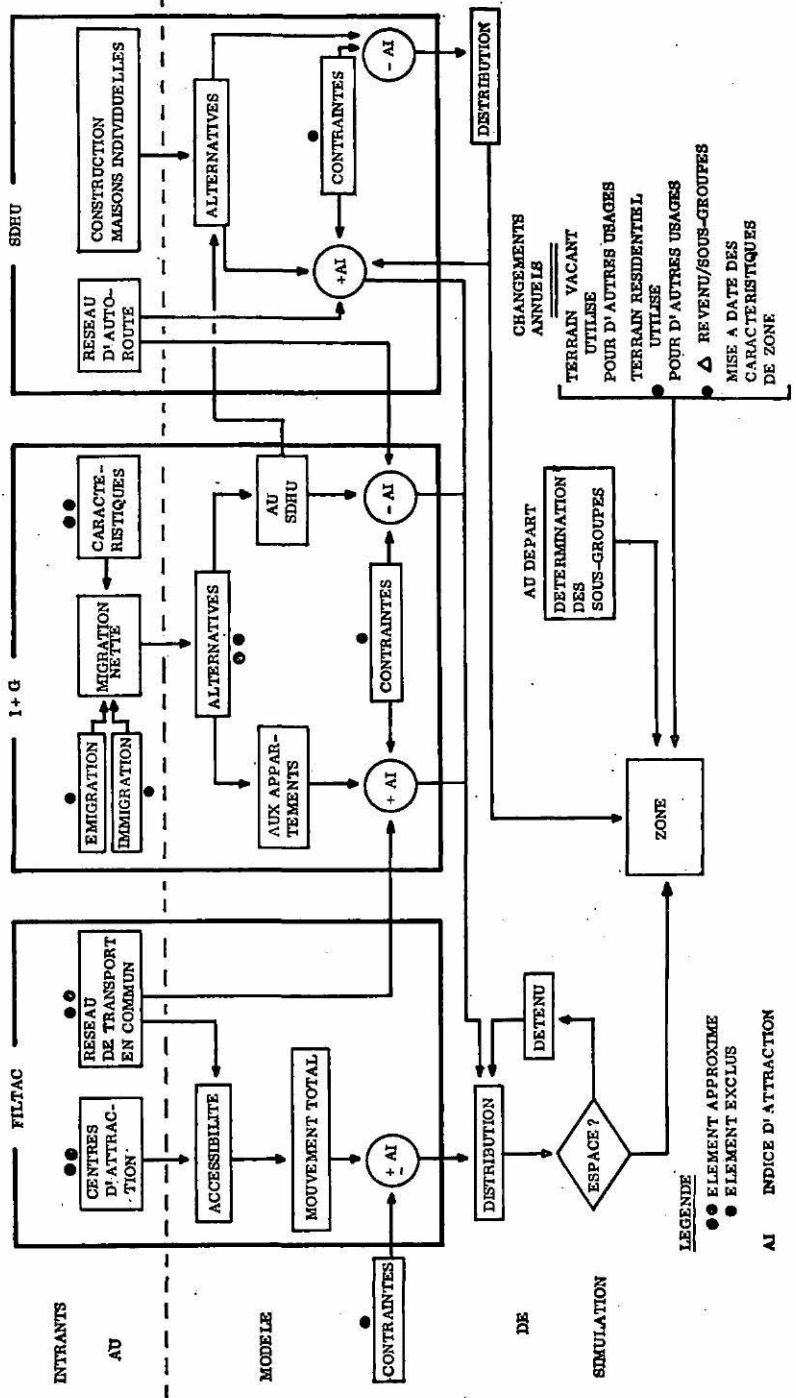 INTRANTS
AU
MODELE
DE
SIMULATION
FILTAC
CENTRES
D'ATTRAC-
TION
RESEAU
DE TRANSPORT
EN COMMUN
ACCESSIBILITE
MOUVEMENT TOTAL
+ AI
-
CONTRAINTES
I+G
EMIGRATION
IMMIGRATION
MIGRATION
NETTE
CARACTE-
RISTIQUES
ALTERNATIVES
AUX APPAR-
TEMENTS
AU
SDHU
CONTRAINTES
+ AI
- AI
SDHU
RESEAU
D'AUTO-
ROUTE
CONSTRUCTION
MAISONS INDIVIDUELLES
ALTERNATIVES
CONTRAINTES
+AI
- AI
DISTRIBUTION
DISTRIBUTION
DETENU
ESPACE ?
ZONE
AU DEPART
DETERMINATION
DES
SOUS-GROUPES
CHANGEMENTS
ANNUELS
TERRAIN VACANT
UTILISE
POUR D'AUTRES USAGES
TERRAIN RESIDENTIEL
UTILISE
POUR D'AUTRES USAGES
Δ REVENU/SOUS-GROUPES
MISE A DATE DES
CARACTERISTIQUES
DE ZONE
LEGENDE
●● ELEMENT APPROXIME
● ELEMENT EXCLUS
AI INDICE D'ATTRACTION